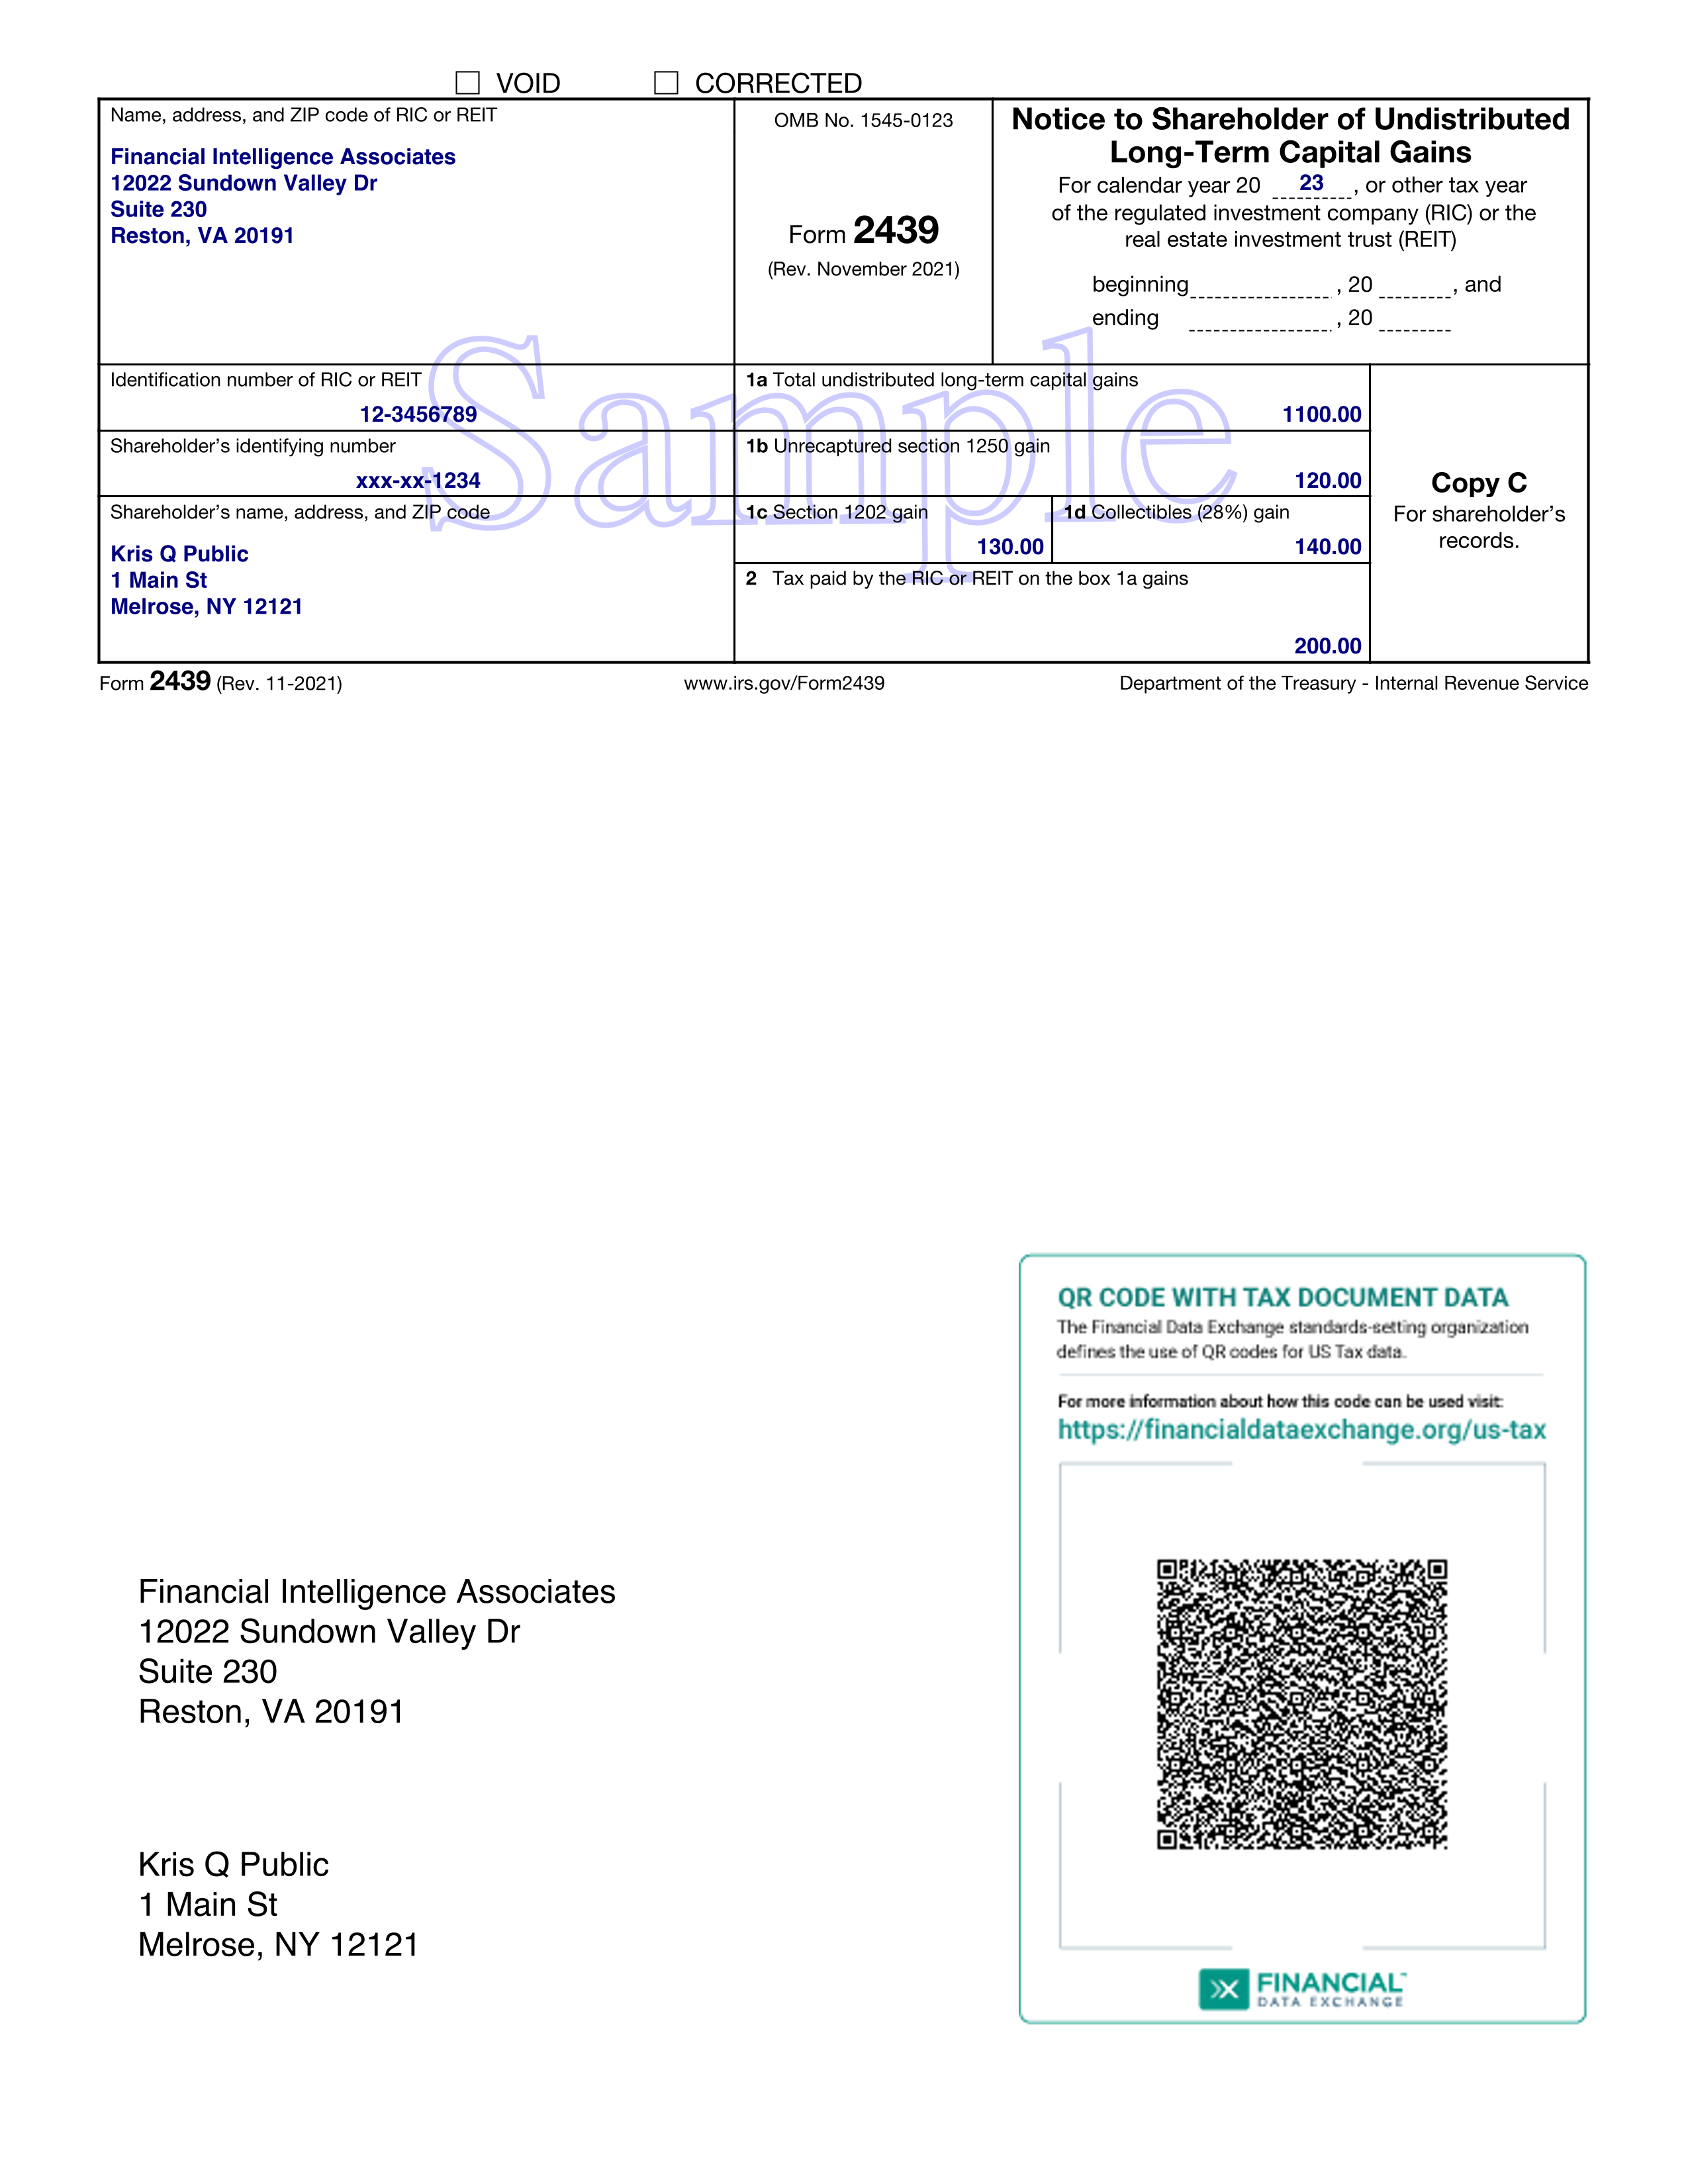 VOID CORRECTED
Name, address, and ZIP code of RIC or REIT
Financial Intelligence Associates
12022 Sundown Valley Dr
Suite 230
Reston, VA 20191
OMB No. 1545-0123
Form 2439
(Rev. November 2021)
Notice to Shareholder of Undistributed
Long-Term Capital Gains
For calendar year 20 23 , or other tax year
of the regulated investment company (RIC) or the
real estate investment trust (REIT)
beginning , 20 , and
ending , 20
Identification number of RIC or REIT
12-3456789
Shareholder's identifying number
xxx-xx-1234
Shareholder's name, address, and ZIP code
Kris Q Public
1 Main St
Melrose, NY 12121
1a Total undistributed long-term capital gains
1100.00
1b Unrecaptured section 1250 gain
120.00
1c Section 1202 gain
130.00
1d Collectibles (28%) gain
140.00
2 Tax paid by the RIC or REIT on the box 1a gains
200.00
Copy C
For shareholder's
records.
Sample
Form 2439 (Rev. 11-2021) www.irs.gov/Form2439 Department of the Treasury - Internal Revenue Service
QR CODE WITH TAX DOCUMENT DATA
The Financial Data Exchange standards-setting organization
defines the use of QR codes for US Tax data.
For more information about how this code can be used visit:
https://financialdataexchange.org/us-tax
FINANCIAL™
DATA EXCHANGE
Financial Intelligence Associates
12022 Sundown Valley Dr
Suite 230
Reston, VA 20191
Kris Q Public
1 Main St
Melrose, NY 12121